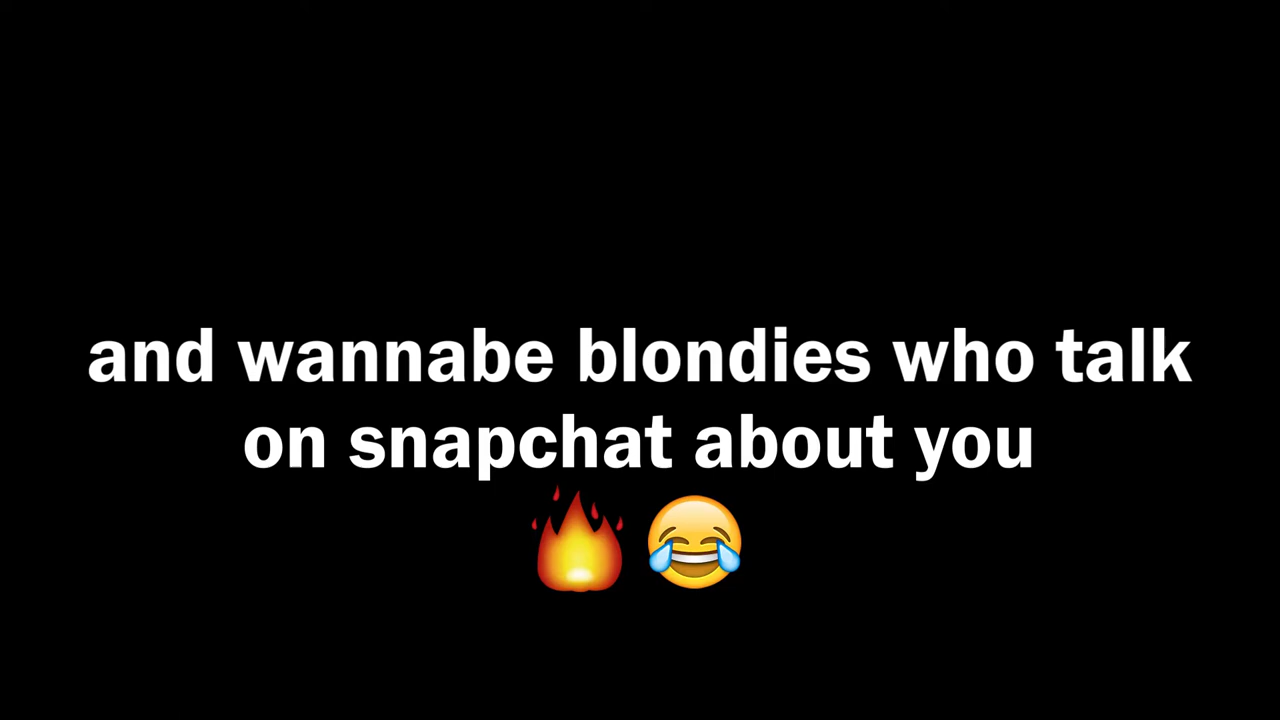 and wannabe blondies who talk
on snapchat about you
🔥 😂